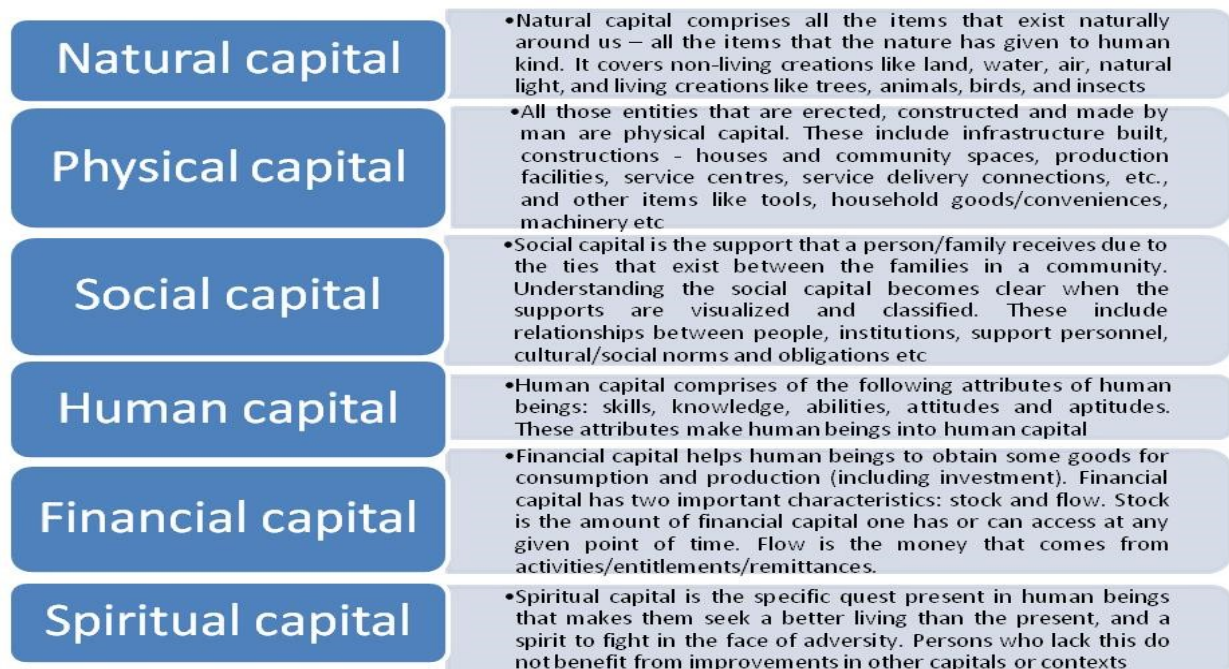 Natural capital
•Natural capital comprises all the items that exist naturally
around us – all the items that the nature has given to human
kind. It covers non-living creations like land, water, air, natural
light, and living creations like trees, animals, birds, and insects
Physical capital
•All those entities that are erected, constructed and made by
man are physical capital. These include infrastructure built,
constructions - houses and community spaces, production
facilities, service centres, service delivery connections, etc.,
and other items like tools, household goods/conveniences,
machinery etc
Social capital
•Social capital is the support that a person/family receives due to
the ties that exist between the families in a community.
Understanding the social capital becomes clear when the
supports are visualized and classified. These include
relationships between people, institutions, support personnel,
cultural/social norms and obligations etc
Human capital
•Human capital comprises of the following attributes of human
beings: skills, knowledge, abilities, attitudes and aptitudes.
These attributes make human beings into human capital
Financial capital
•Financial capital helps human beings to obtain some goods for
consumption and production (including investment). Financial
capital has two important characteristics: stock and flow. Stock
is the amount of financial capital one has or can access at any
given point of time. Flow is the money that comes from
activities/entitlements/remittances.
Spiritual capital
•Spiritual capital is the specific quest present in human beings
that makes them seek a better living than the present, and a
spirit to fight in the face of adversity. Persons who lack this do
not benefit from improvements in other capitals or contexts